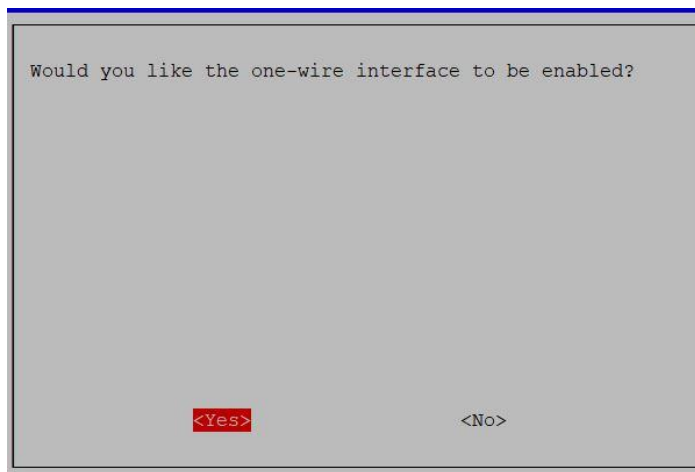 Would you like the one-wire interface to be enabled?
<Yes> <No>